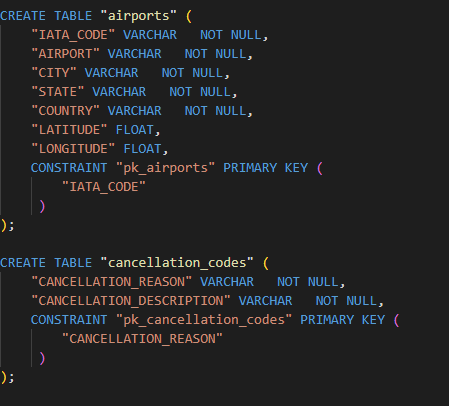 CREATE TABLE "airports" (
    "IATA_CODE" VARCHAR   NOT NULL,
    "AIRPORT" VARCHAR   NOT NULL,
    "CITY" VARCHAR   NOT NULL,
    "STATE" VARCHAR   NOT NULL,
    "COUNTRY" VARCHAR   NOT NULL,
    "LATITUDE" FLOAT,
    "LONGITUDE" FLOAT,
    CONSTRAINT "pk_airports" PRIMARY KEY (
        "IATA_CODE"
     )
);

CREATE TABLE "cancellation_codes" (
    "CANCELLATION_REASON" VARCHAR   NOT NULL,
    "CANCELLATION_DESCRIPTION" VARCHAR   NOT NULL,
    CONSTRAINT "pk_cancellation_codes" PRIMARY KEY (
        "CANCELLATION_REASON"
     )
);